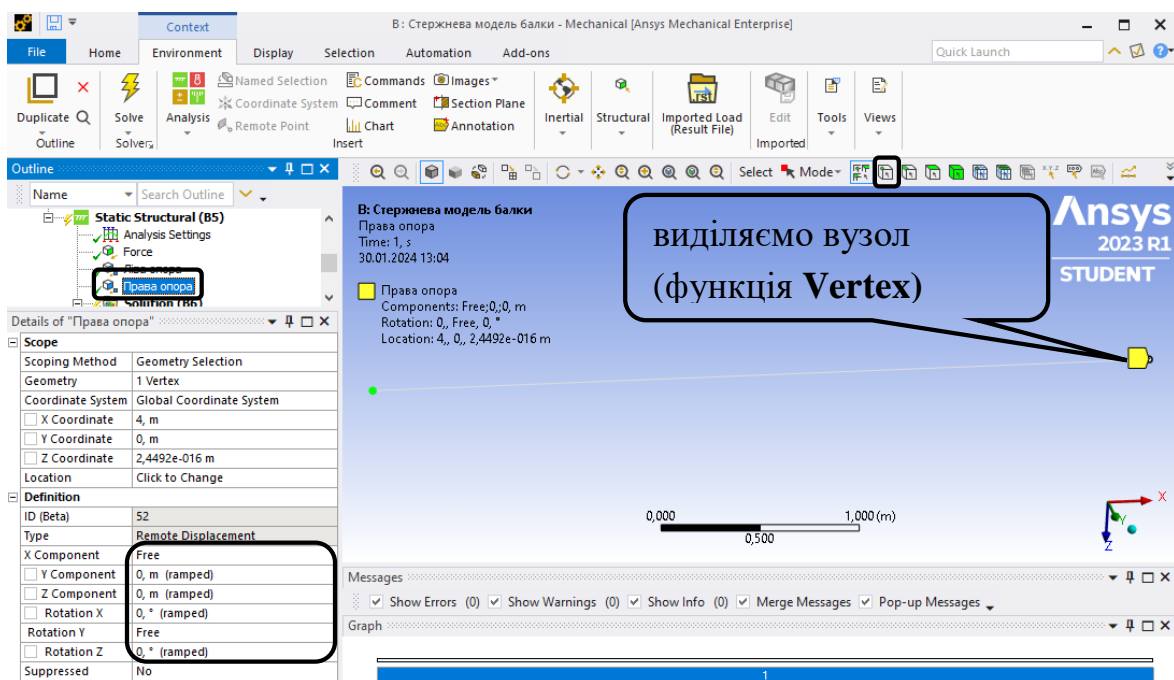 Context
B : Стержнева модель балки - Mechanical [Ansys Mechanical Enterprise]
File Home Environment Display Selection Automation Add-ons Quick Launch
Duplicate Q Solve Analysis
Named Selection
Coordinate System
Remote Point
Commands
Comment
Chart
Images
Section Plane
Annotation
Inertial Structural Imported Load (Result File) Edit Tools Views
.rst
Outline Solver Insert Imported
Outline
Select Mode
Name Search Outline
Static Structural (B5)
Analysis Settings
Force
Ліва опора
Права опора
Solution (B6)
B: Стержнева модель балки
Права опора
Time: 1, s
30.01.2024 13:04
Права опора
Components: Free;0,;0, m
Rotation: 0,, Free, 0, °
Location: 4,, 0,, 2,4492e-016 m
виділяємо вузол
(функція Vertex)
Ansys
2023 R1
STUDENT
Details of "Права опора"
Scope
Scoping Method Geometry Selection
Geometry 1 Vertex
Coordinate System Global Coordinate System
X Coordinate 4, m
Y Coordinate 0, m
Z Coordinate 2,4492e-016 m
Location Click to Change
Definition
ID (Beta) 52
Type Remote Displacement
X Component Free
Y Component 0, m (ramped)
Z Component 0, m (ramped)
Rotation X 0, ° (ramped)
Rotation Y Free
Rotation Z 0, ° (ramped)
Suppressed No
0,000 1,000 (m)
0,500
X
Y
Z
Messages
Show Errors (0) Show Warnings (0) Show Info (0) Merge Messages Pop-up Messages
Graph
1